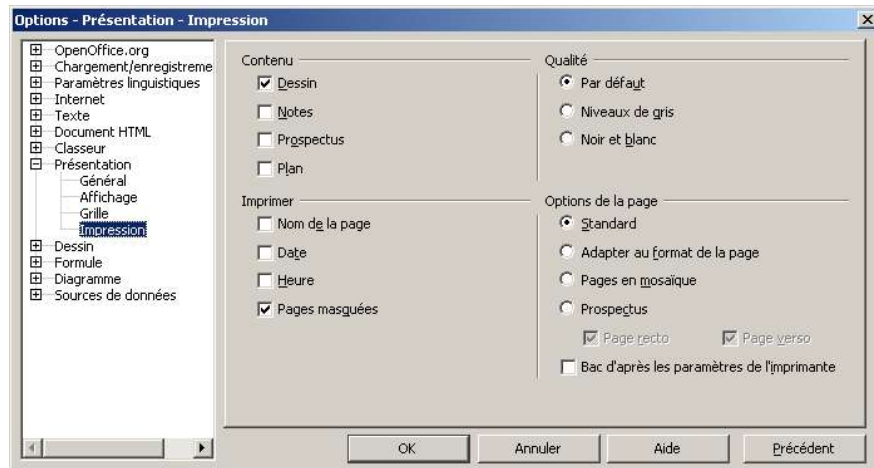 Options - Présentation - Impression
OpenOffice.org
Chargement/enregistreme
Paramètres linguistiques
Internet
Texte
Document HTML
Classeur
Présentation
Général
Affichage
Grille
Impression
Dessin
Formule
Diagramme
Sources de données
Contenu
Dessin
Notes
Prospectus
Plan
Qualité
Par défaut
Niveaux de gris
Noir et blanc
Imprimer
Nom de la page
Date
Heure
Pages masquées
Options de la page
Standard
Adapter au format de la page
Pages en mosaïque
Prospectus
Page recto
Page verso
Bac d'après les paramètres de l'imprimante
OK
Annuler
Aide
Précédent